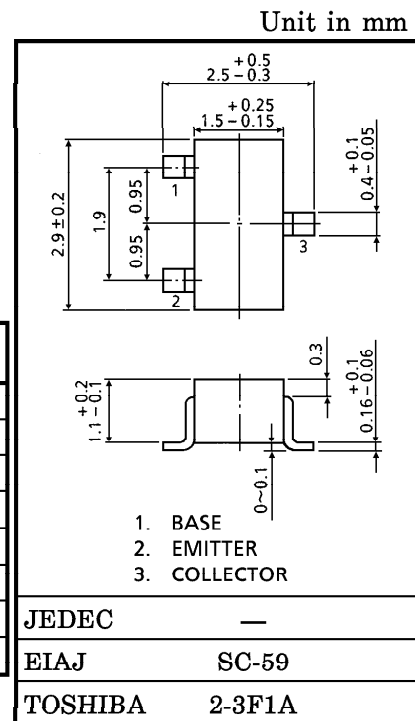 Unit in mm
+0.5
2.5−0.3
+0.25
1.5−0.15
2.9±0.2
1.9
0.95
0.95
1
2
3
+0.1
0.4−0.05
+0.2
1.1−0.1
0.3
+0.1
0.16−0.06
0~0.1
1. BASE
2. EMITTER
3. COLLECTOR
JEDEC —
EIAJ SC-59
TOSHIBA 2-3F1A